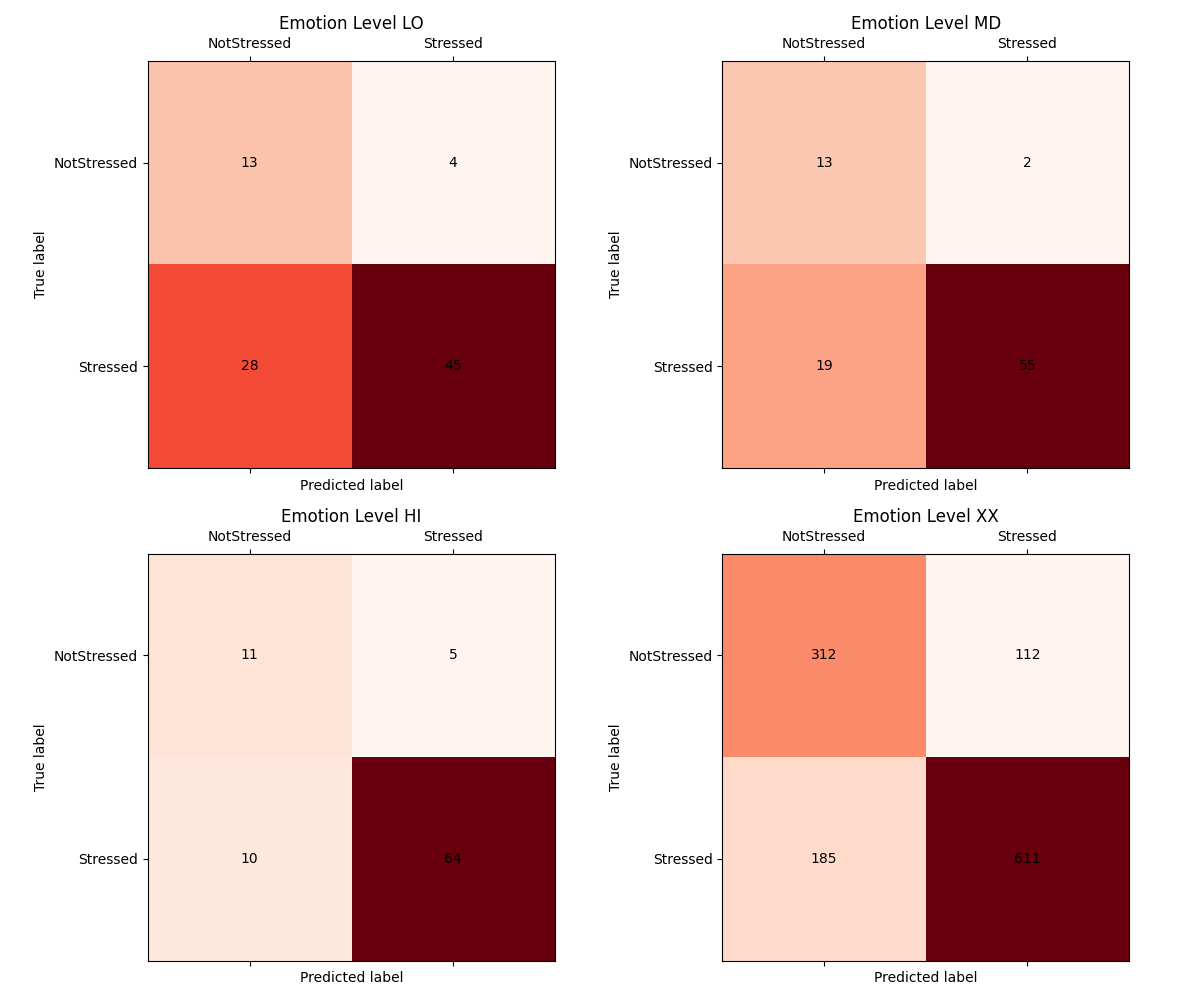 Emotion Level LO
NotStressed Stressed
NotStressed 13 4
True label
Stressed 28 45
Predicted label
Emotion Level MD
NotStressed Stressed
NotStressed 13 2
True label
Stressed 19 55
Predicted label
Emotion Level HI
NotStressed Stressed
NotStressed 11 5
True label
Stressed 10 64
Predicted label
Emotion Level XX
NotStressed Stressed
NotStressed 312 112
True label
Stressed 185 611
Predicted label